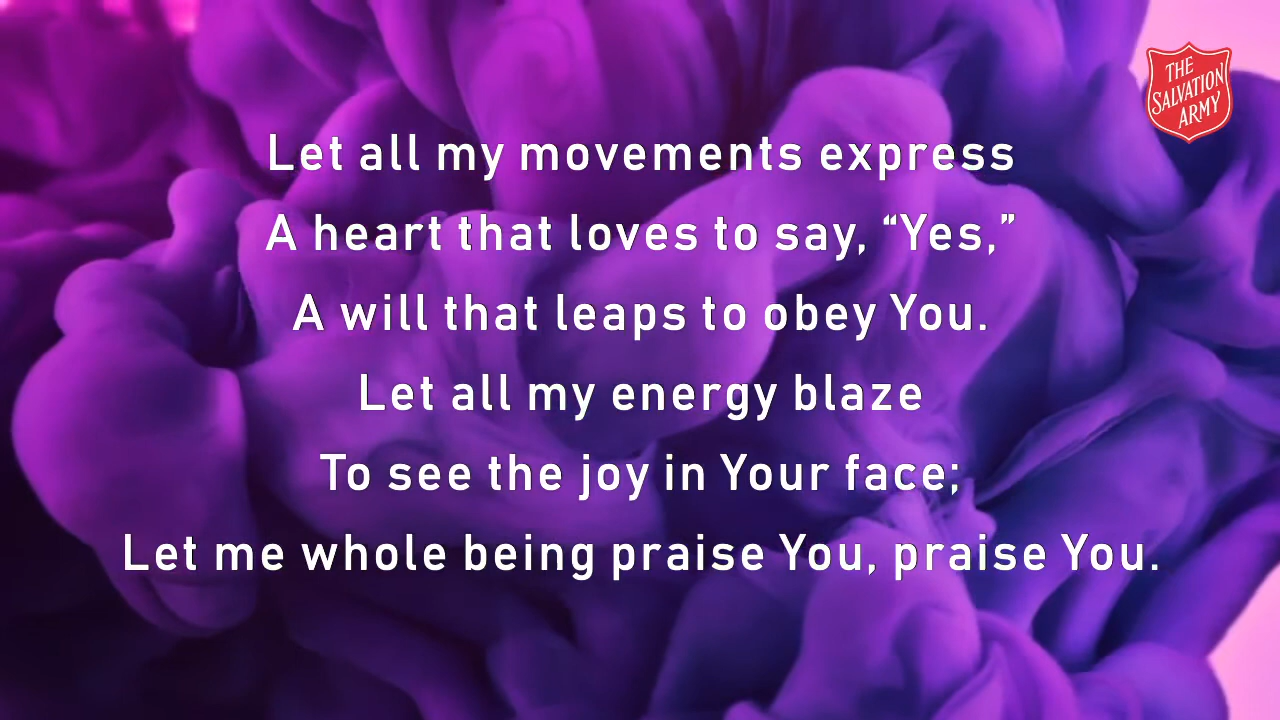 THE
SALVATION
ARMY
Let all my movements express
A heart that loves to say, “Yes,”
A will that leaps to obey You.
Let all my energy blaze
To see the joy in Your face;
Let me whole being praise You, praise You.